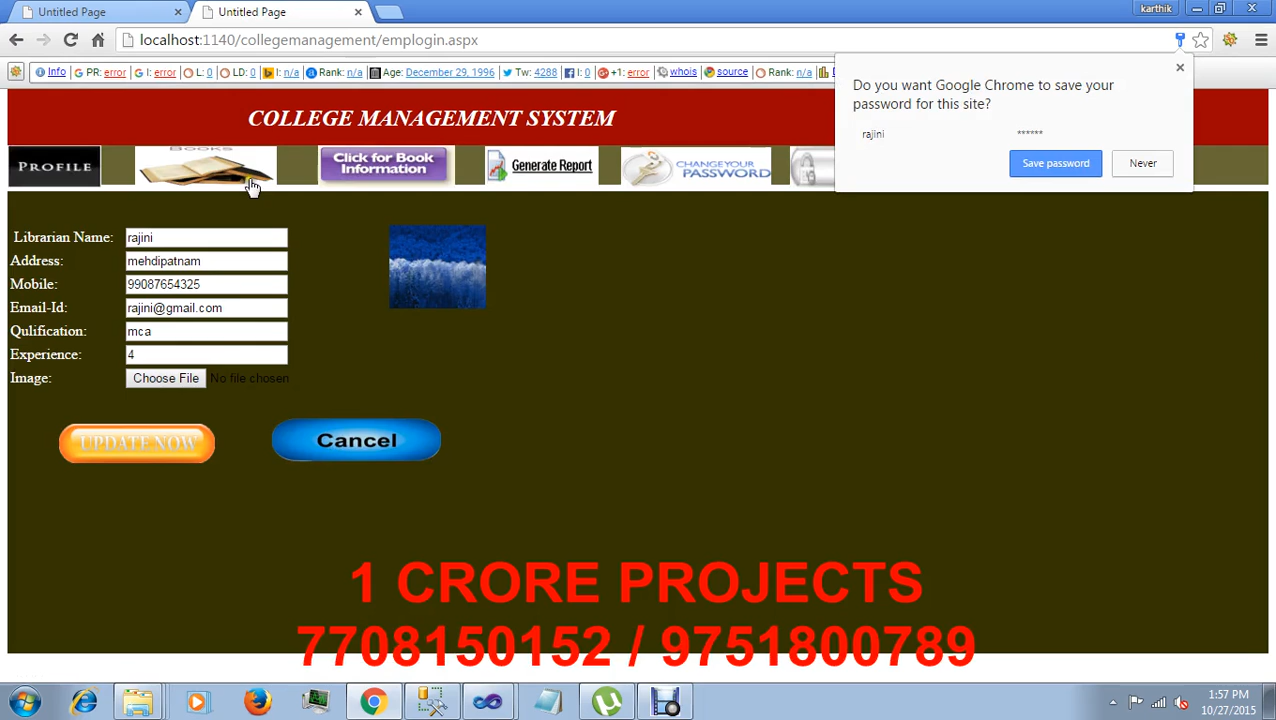 Untitled Page
Untitled Page
karthik
localhost:1140/collegemanagement/emplogin.aspx
Info PR: error I: error L: 0 LD: 0 I: n/a Rank: n/a Age: December 29, 1996 Tw: 4288 I: 0 +1: error whois source Rank: n/a
Do you want Google Chrome to save your
password for this site?
rajini ******
Save password Never
COLLEGE MANAGEMENT SYSTEM
PROFILE
BOOKS
Click for Book
Information
Generate Report
CHANGE YOUR
PASSWORD
Librarian Name: rajini
Address: mehdipatnam
Mobile: 99087654325
Email-Id: rajini@gmail.com
Qulification: mca
Experience: 4
Image: Choose File No file chosen
UPDATE NOW
Cancel
1 CRORE PROJECTS
7708150152 / 9751800789
1:57 PM
10/27/2015